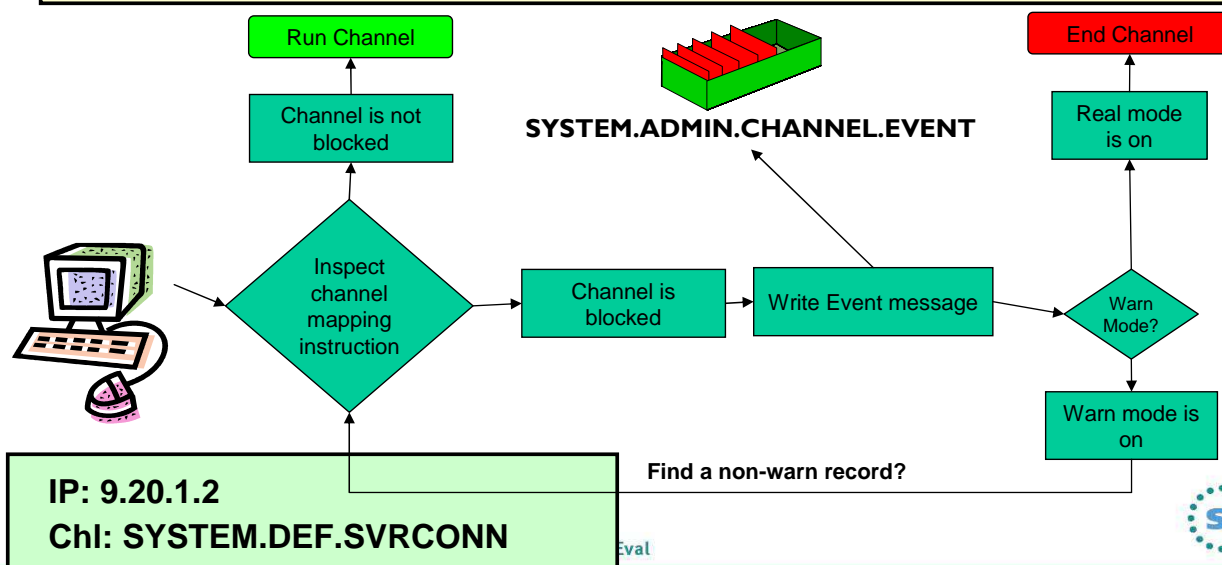 Run Channel
End Channel
Channel is not
blocked
SYSTEM.ADMIN.CHANNEL.EVENT
Real mode
is on
Inspect
channel
mapping
instruction
Channel is
blocked
Write Event message
Warn
Mode?
Warn mode is
on
Find a non-warn record?
IP: 9.20.1.2
Chl: SYSTEM.DEF.SVRCONN
Eval